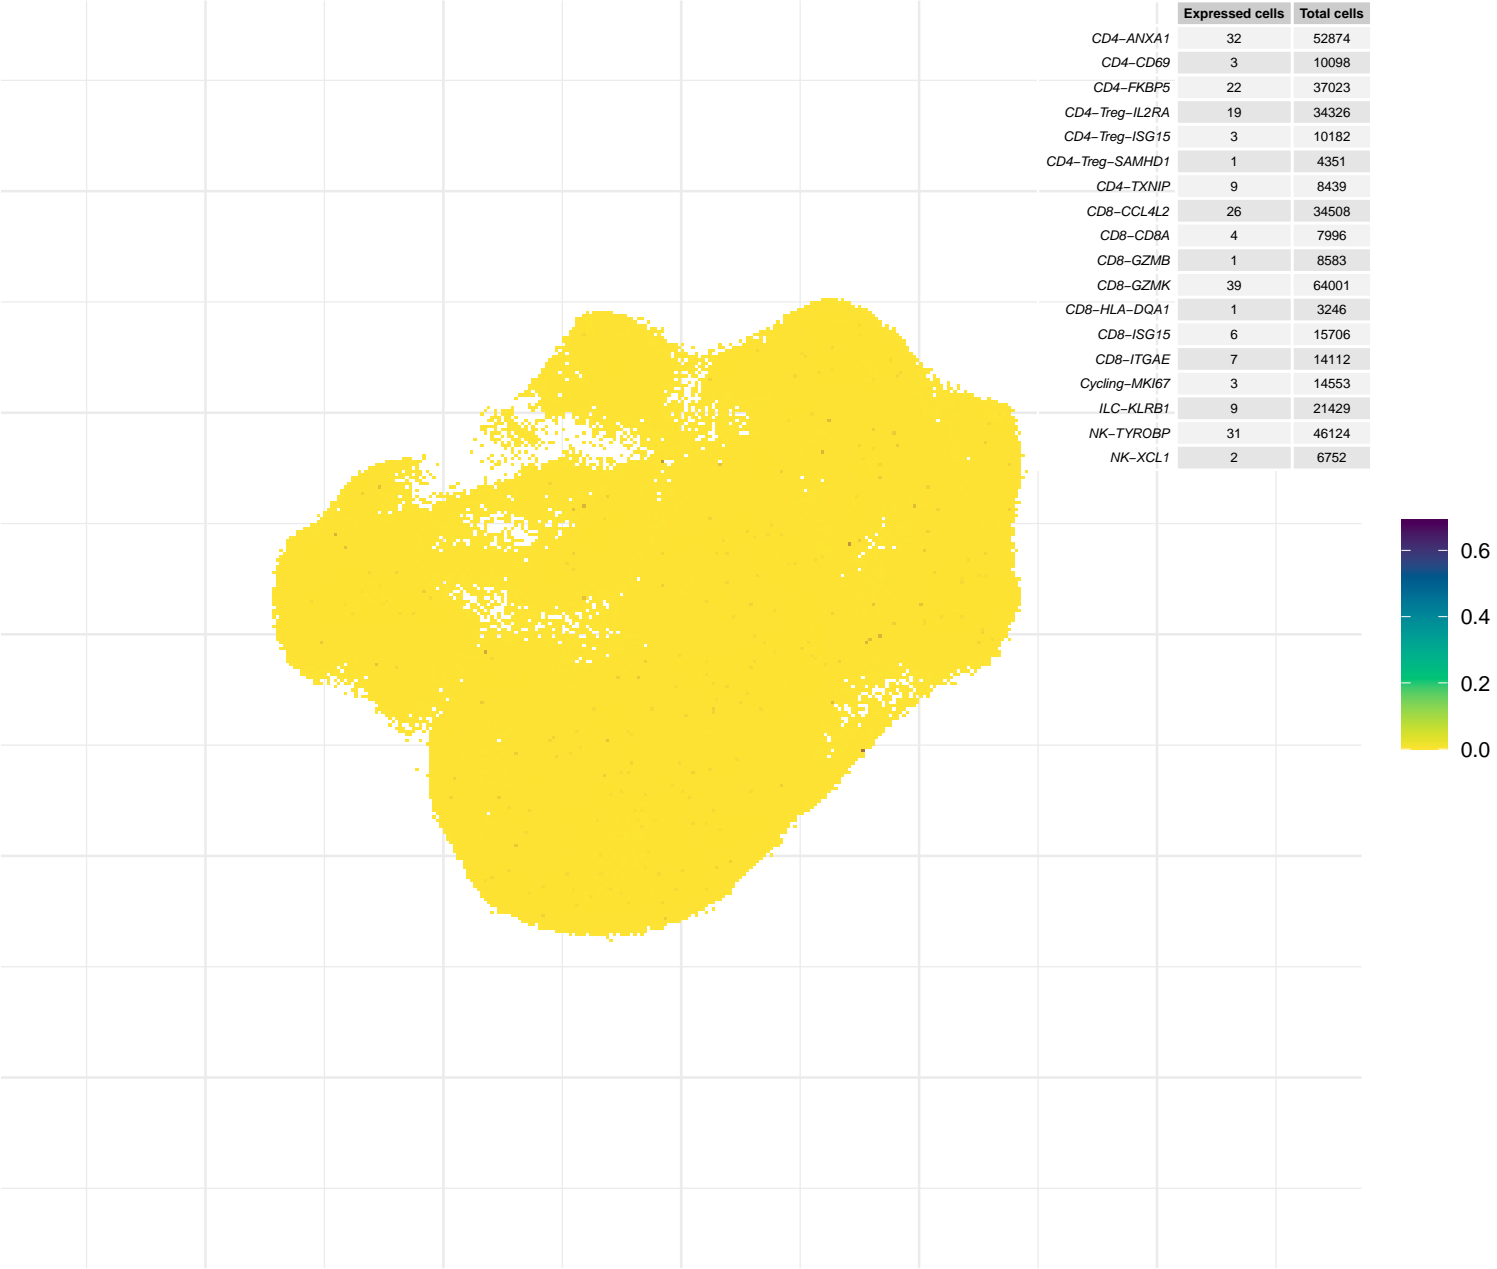 Expressed cells Total cells
CD4−ANXA1 32 52874
CD4−CD69 3 10098
CD4−FKBP5 22 37023
CD4−Treg−IL2RA 19 34326
CD4−Treg−ISG15 3 10182
CD4−Treg−SAMHD1 1 4351
CD4−TXNIP 9 8439
CD8−CCL4L2 26 34508
CD8−CD8A 4 7996
CD8−GZMB 1 8583
CD8−GZMK 39 64001
CD8−HLA−DQA1 1 3246
CD8−ISG15 6 15706
CD8−ITGAE 7 14112
Cycling−MKI67 3 14553
ILC−KLRB1 9 21429
NK−TYROBP 31 46124
NK−XCL1 2 6752
0.6
0.4
0.2
0.0